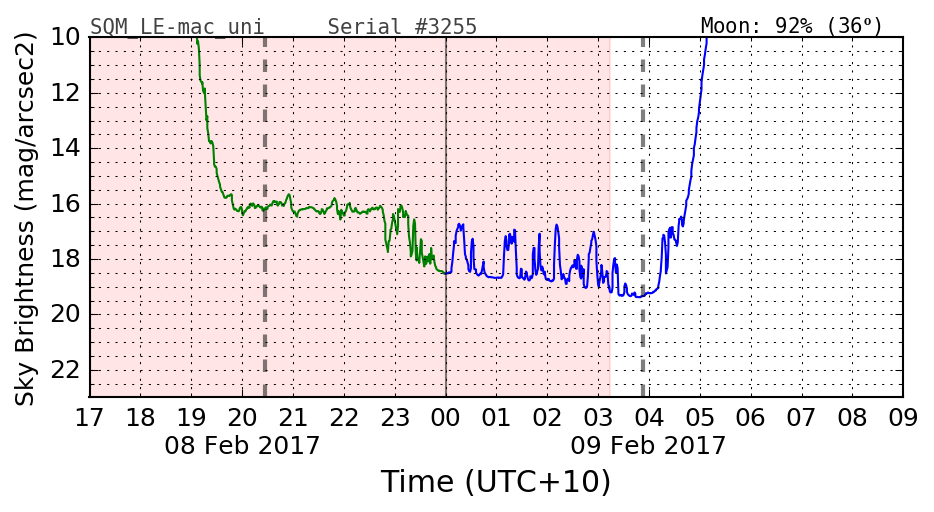 SQM_LE-mac_uni Serial #3255 Moon: 92% (36°)
Sky Brightness (mag/arcsec2)
10
12
14
16
18
20
22
17 18 19 20 21 22 23 00 01 02 03 04 05 06 07 08 09
08 Feb 2017 09 Feb 2017
Time (UTC+10)